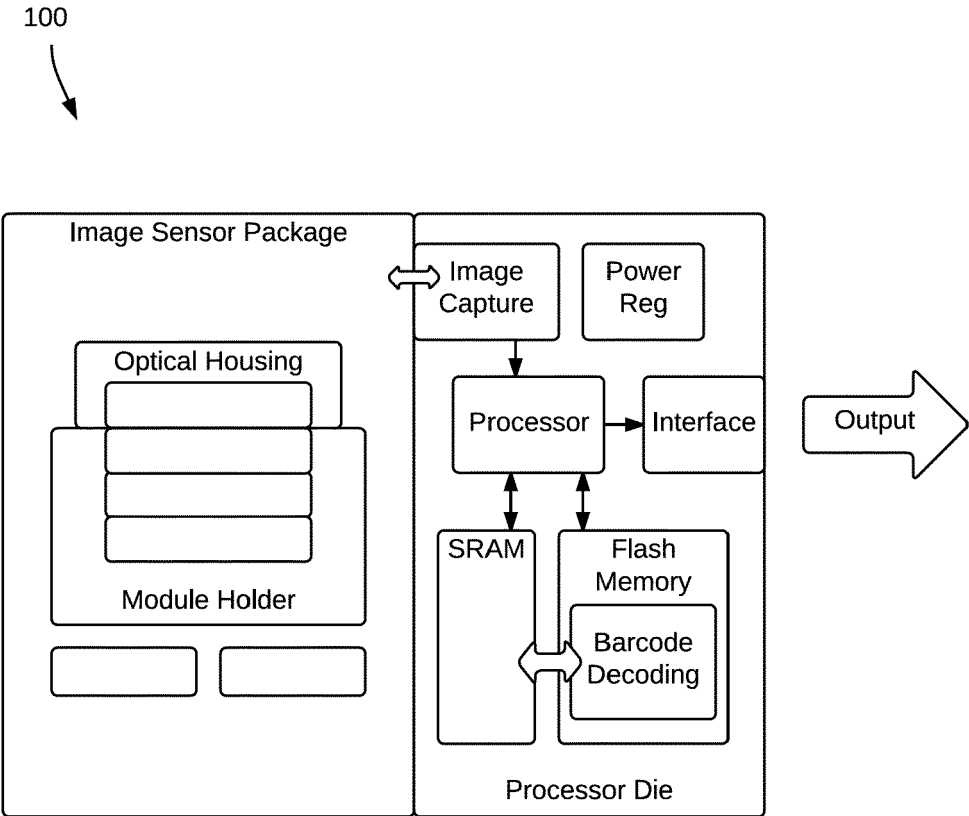 100
Image Sensor Package
Image
Capture
Power
Reg
Optical Housing
Processor
Interface
Output
SRAM
Flash
Memory
Module Holder
Barcode
Decoding
Processor Die